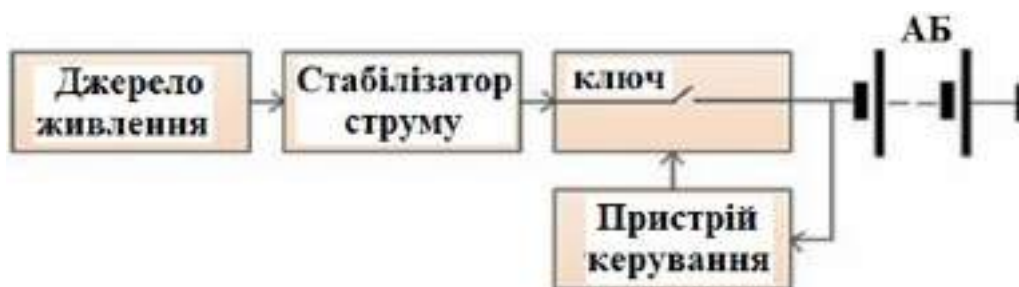 АБ
Джерело
живлення
Стабілізатор
струму
ключ
Пристрій
керування